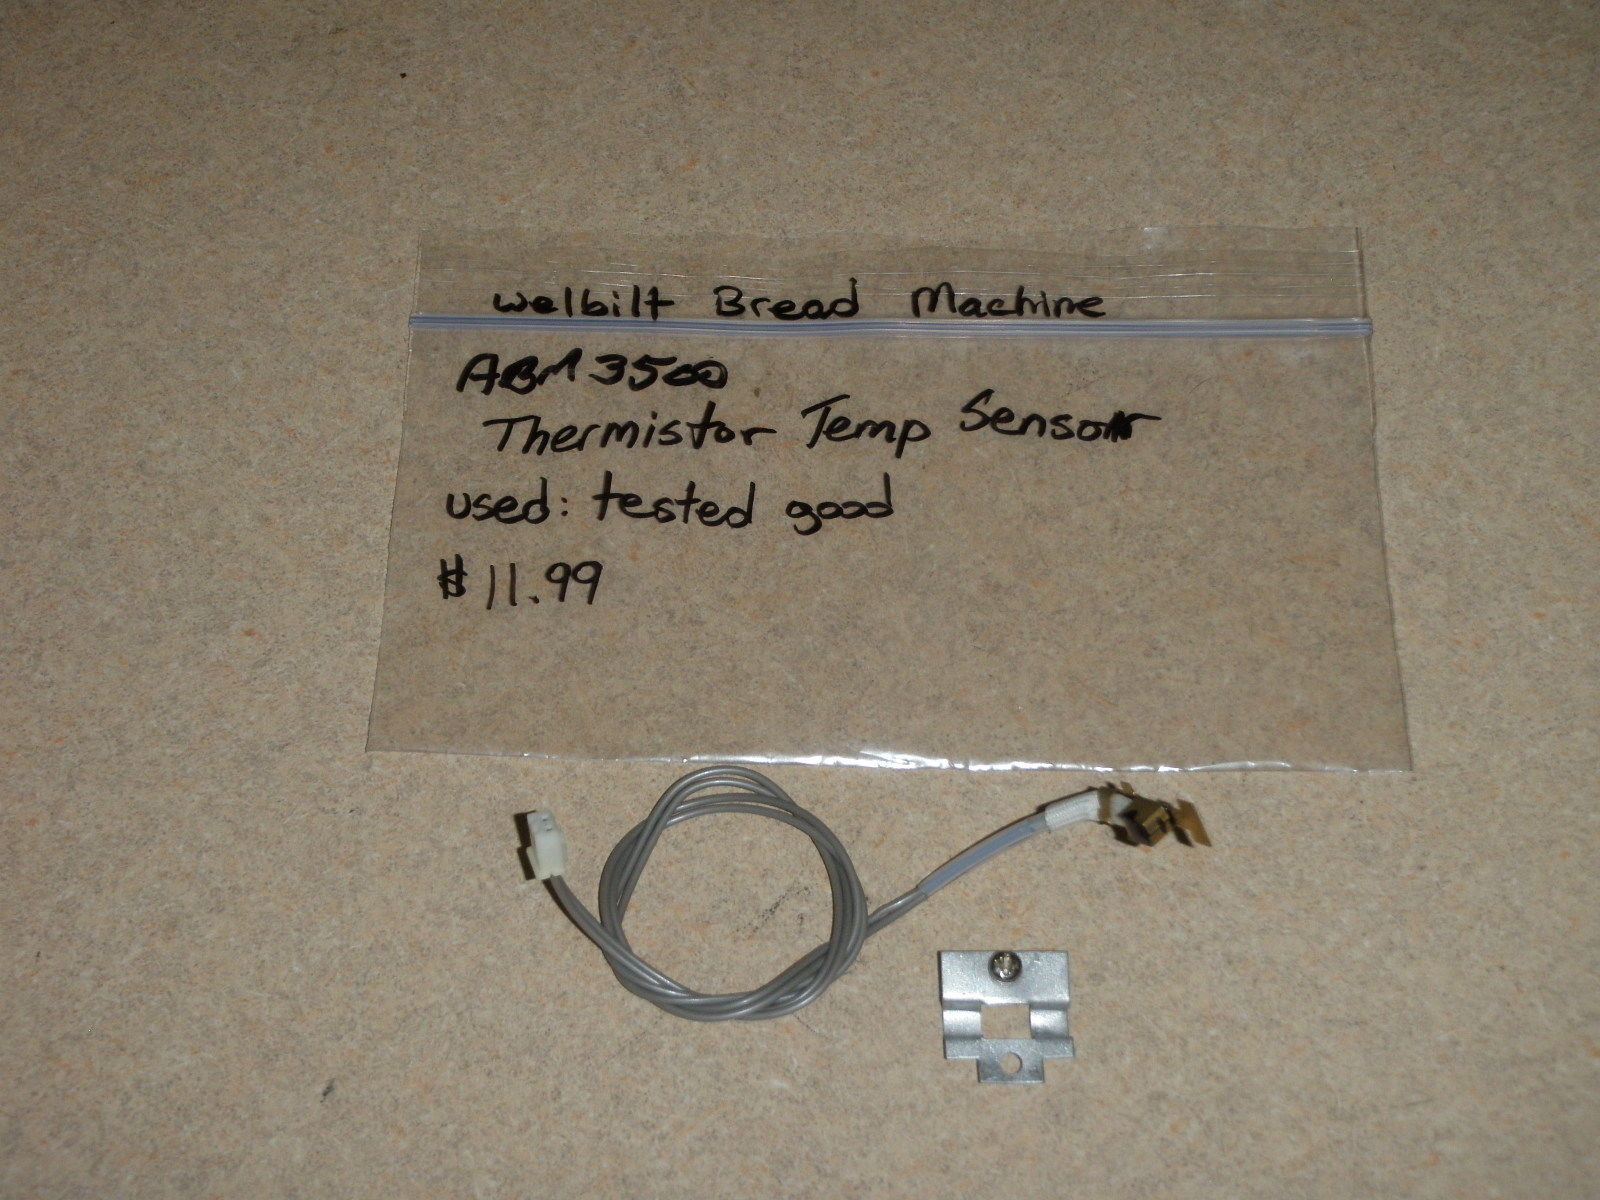 Welbilt Bread Machine
ABM3500
Thermistor Temp Sensor
used: tested good
$11.99